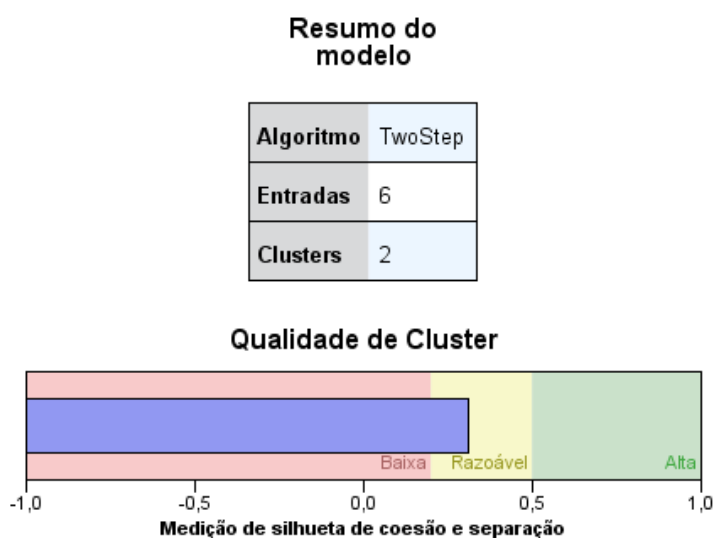 Resumo do
modelo
Algoritmo TwoStep
Entradas 6
Clusters 2
Qualidade de Cluster
Baixa Razoável Alta
-1,0 -0,5 0,0 0,5 1,0
Medição de silhueta de coesão e separação